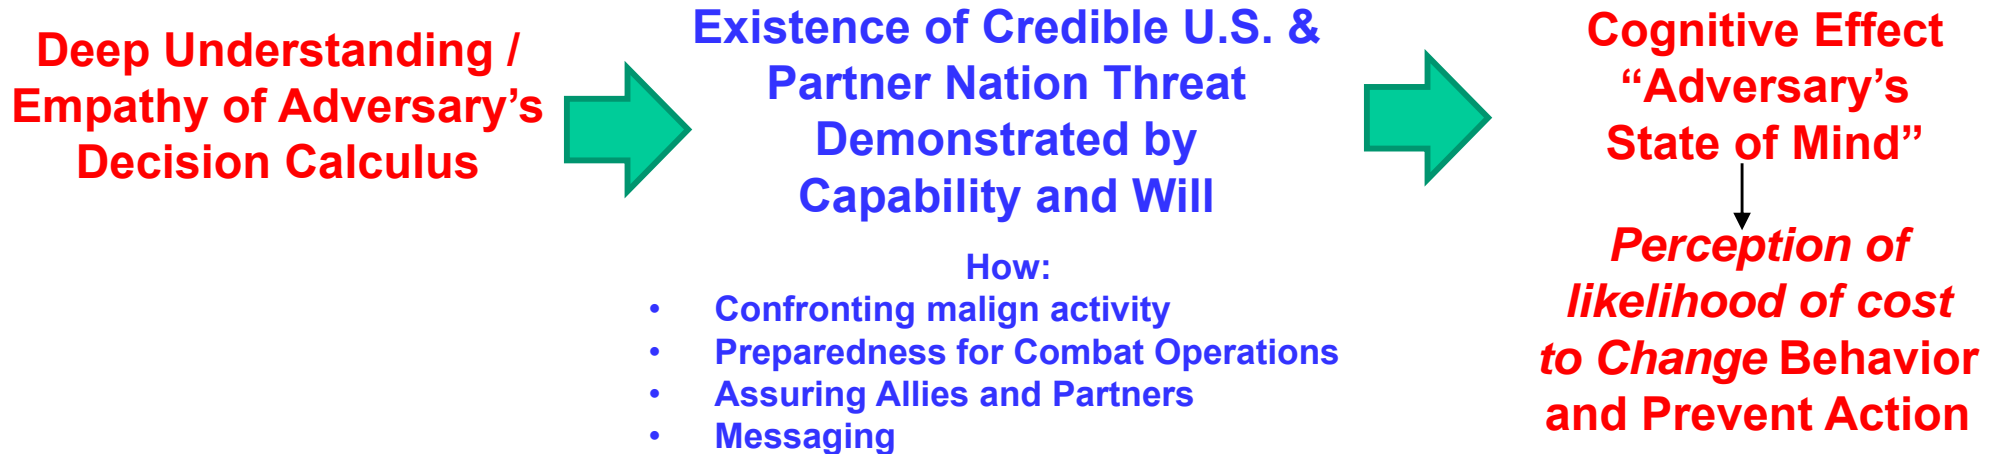 Deep Understanding /
Empathy of Adversary’s
Decision Calculus
Existence of Credible U.S. &
Partner Nation Threat
Demonstrated by
Capability and Will
How:
• Confronting malign activity
• Preparedness for Combat Operations
• Assuring Allies and Partners
• Messaging
Cognitive Effect
“Adversary’s
State of Mind”
Perception of
likelihood of cost
to Change Behavior
and Prevent Action